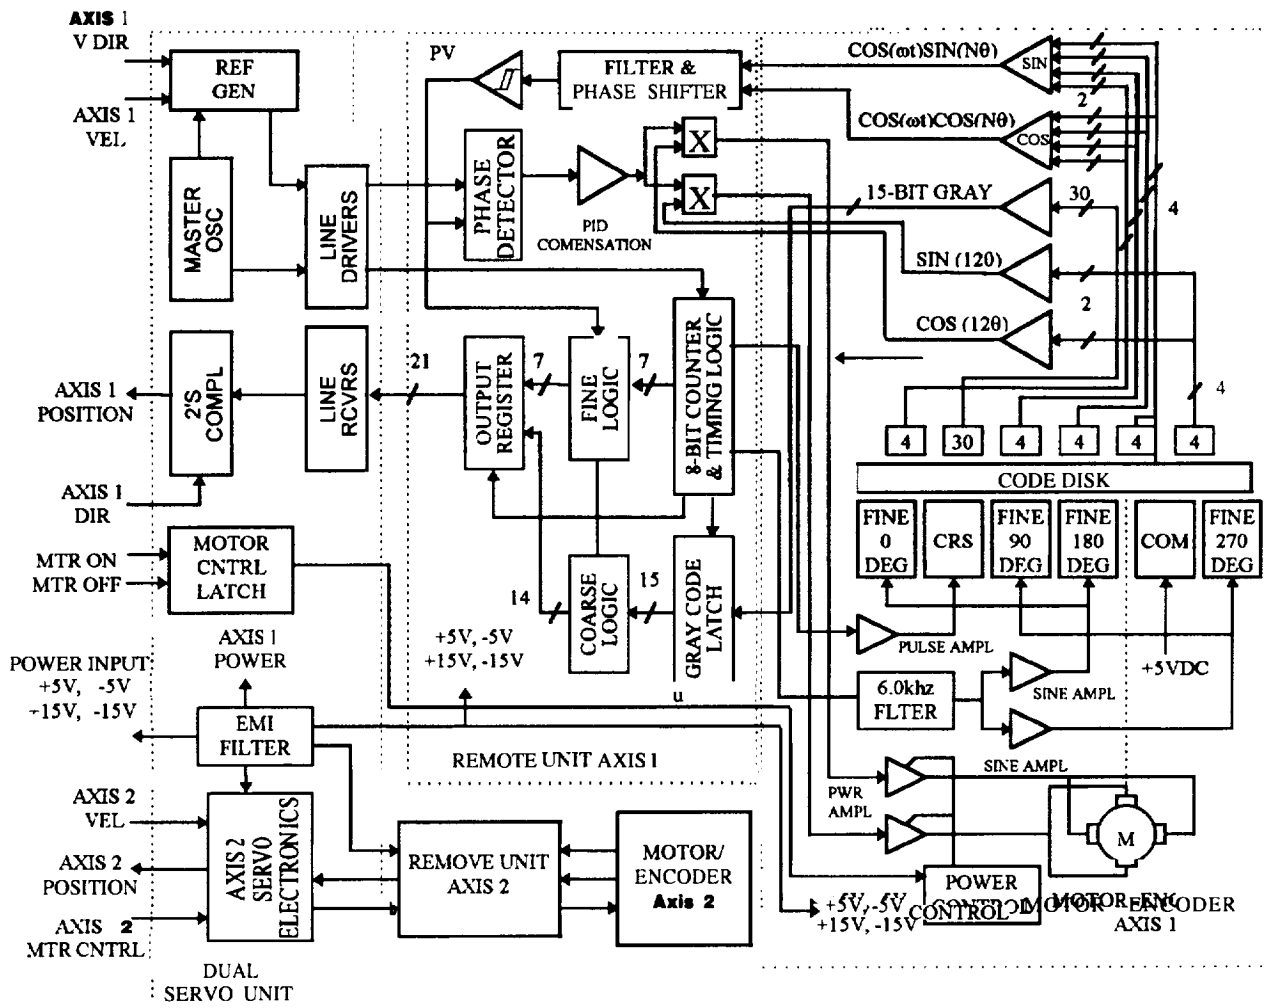 AXIS 1
V DIR
REF
GEN
AXIS 1
VEL
MASTER
OSC
LINE
DRIVERS
PV
FILTER &
PHASE SHIFTER
PHASE
DETECTOR
PID
COMENSATION
X
X
COS(ωt)SIN(Nθ)
SIN
2
COS(ωt)COS(Nθ)
COS
15-BIT GRAY
30
4
SIN (120)
2
COS (120)
4
AXIS 1
POSITION
2'S
COMPL
LINE
RCVRS
21
OUTPUT
REGISTER
7
FINE
LOGIC
7
8-BIT COUNTER
& TIMING LOGIC
4
30
4
4
4
4
CODE DISK
FINE
0
DEG
CRS
FINE
90
DEG
FINE
180
DEG
COM
FINE
270
DEG
AXIS 1
DIR
MTR ON
MTR OFF
MOTOR
CNTRL
LATCH
14
COARSE
LOGIC
15
GRAY CODE
LATCH
u
PULSE AMPL
+5VDC
6.0khz
FLTER
SINE AMPL
SINE AMPL
AXIS 1
POWER
POWER INPUT
+5V, -5V
+15V, -15V
+5V, -5V
+15V, -15V
EMI
FILTER
REMOTE UNIT AXIS 1
PWR
AMPL
M
AXIS 2
VEL
AXIS 2
POSITION
AXIS 2
MTR CNTRL
AXIS 2
SERVO
ELECTRONICS
REMOVE UNIT
AXIS 2
MOTOR/
ENCODER
Axis 2
+5V, -5V
+15V, -15V
POWER
CONTROL
MOTOR ENCODER
AXIS 1
DUAL
SERVO UNIT